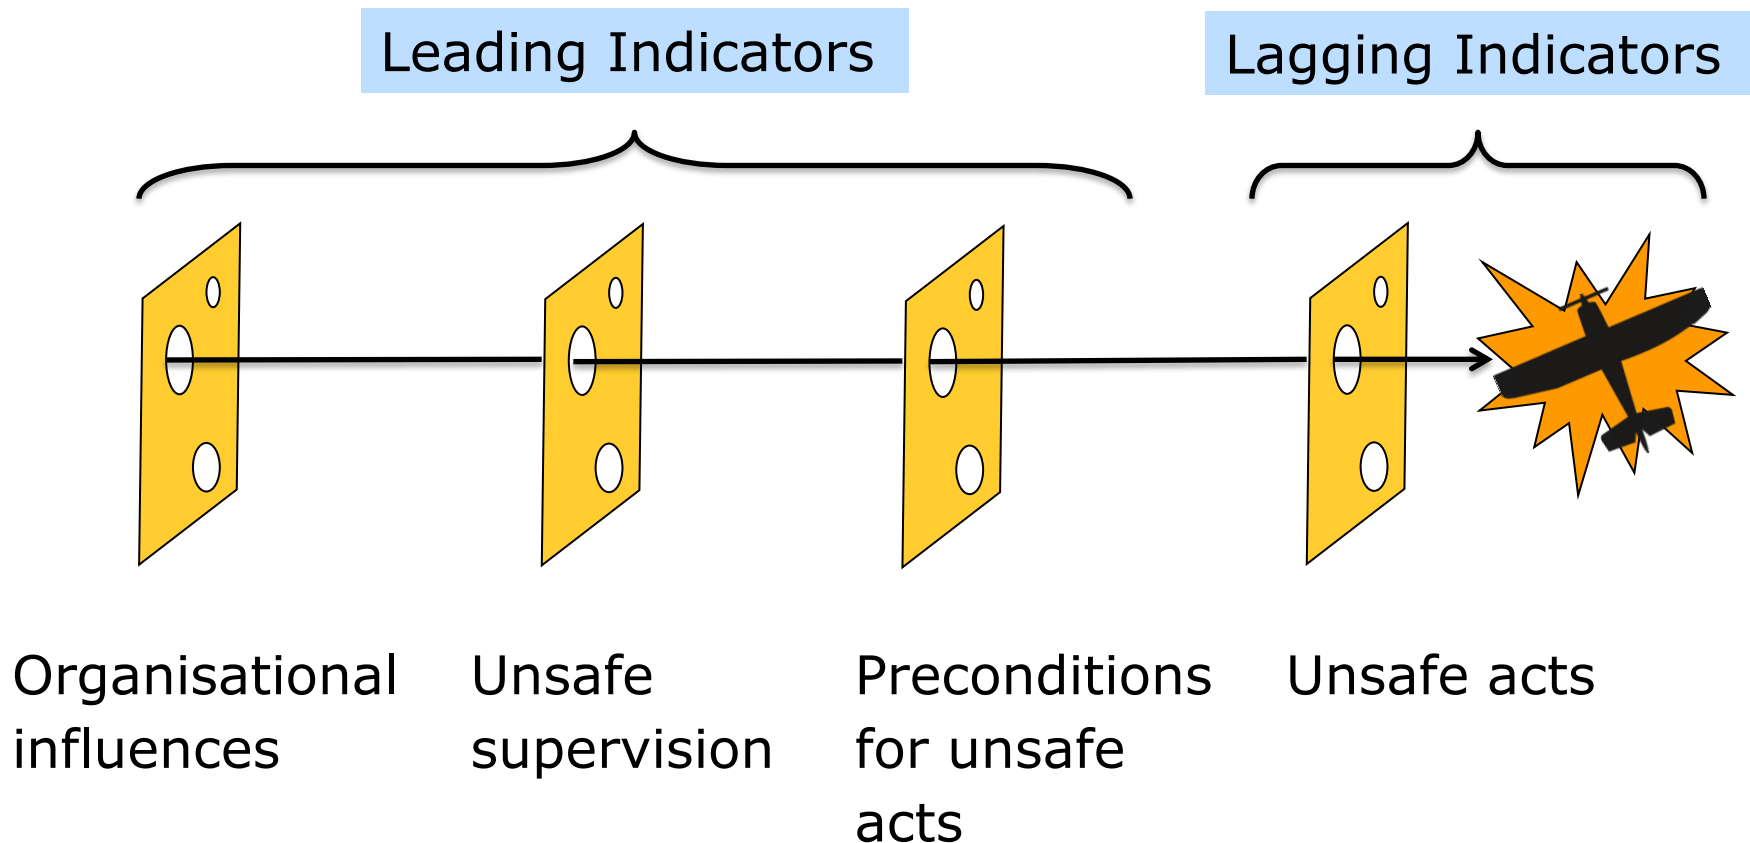 Leading Indicators
Lagging Indicators
Organisational
influences
Unsafe
supervision
Preconditions
for unsafe
acts
Unsafe acts